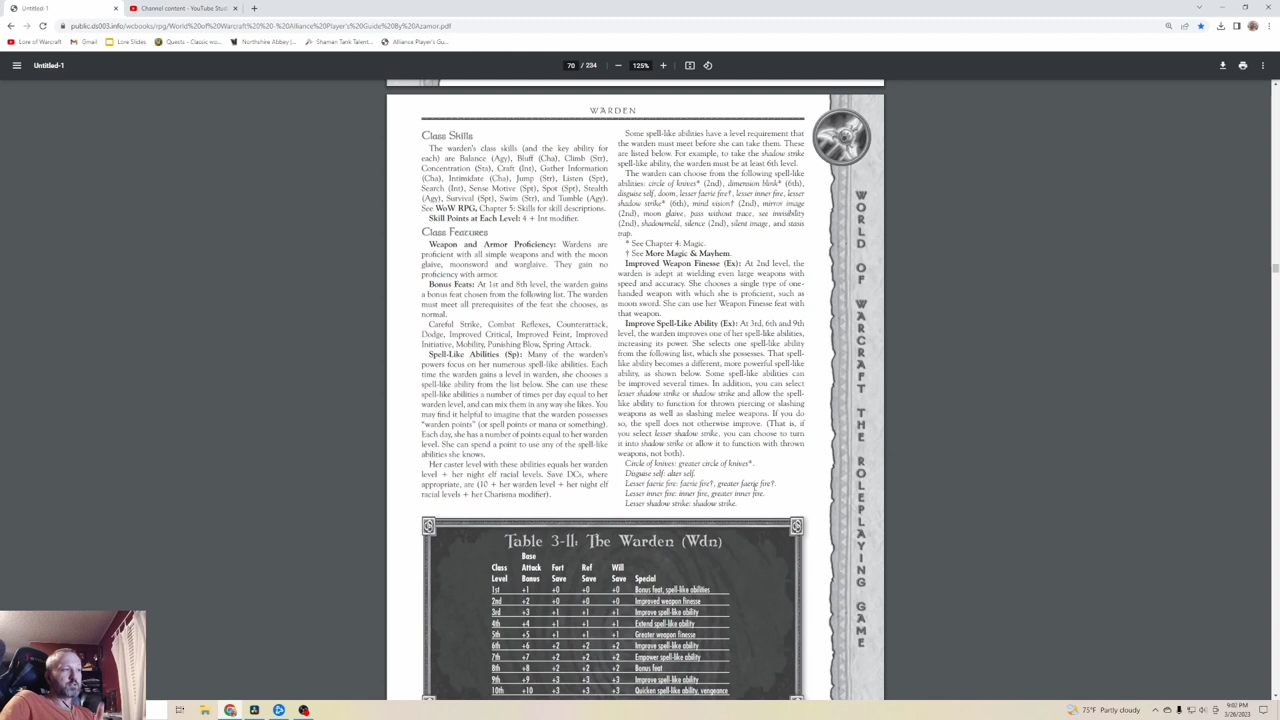 Untitled-1
Channel content - YouTube Stud
public.ds003.info/wcbooks/rpg/World%20of%20Warcraft%20%20-%20Alliance%20Player's%20Guide%20By%20Azamor.pdf
Lore of Warcraft
Gmail
Lore Slides
Quests - Classic wo...
Northshire Abbey |...
Shaman Tank Talent...
Alliance Player's Gu...
Untitled-1
70 / 234
125%
WARDEN
Class Skills
The warden's class skills (and the key ability for
each) are Balance (Agy), Bluff (Cha), Climb (Str),
Concentration (Sta), Craft (Int), Gather Information
(Cha), Intimidate (Cha), Jump (Str), Listen (Spt),
Search (Int), Sense Motive (Spt), Spot (Spt), Stealth
(Agy), Survival (Spt), Swim (Str), and Tumble (Agy).
See WoW RPG, Chapter 5: Skills for skill descriptions.
Skill Points at Each Level: 4 + Int modifier.
Class Features
Weapon and Armor Proficiency: Wardens are
proficient with all simple weapons and with the moon
glaive, moonsword and warglaive. They gain no
proficiency with armor.
Bonus Feats: At 1st and 8th level, the warden gains
a bonus feat chosen from the following list. The warden
must meet all prerequisites of the feat she chooses, as
normal.
Careful Strike, Combat Reflexes, Counterattack,
Dodge, Improved Critical, Improved Feint, Improved
Initiative, Mobility, Punishing Blow, Spring Attack.
Spell-Like Abilities (Sp): Many of the warden's
powers focus on her numerous spell-like abilities. Each
time the warden gains a level in warden, she chooses a
spell-like ability from the list below. She can use these
spell-like abilities a number of times per day equal to her
warden level, and can mix them in any way she likes. You
may find it helpful to imagine that the warden possesses
"warden points" (or spell points or mana or something).
Each day, she has a number of points equal to her warden
level. She can spend a point to use any of the spell-like
abilities she knows.
Her caster level with these abilities equals her warden
level + her night elf racial levels. Save DCs, where
appropriate, are (10 + her warden level + her night elf
racial levels + her Charisma modifier).
Some spell-like abilities have a level requirement that
the warden must meet before she can take them. These
are listed below. For example, to take the shadow strike
spell-like ability, the warden must be at least 6th level.
The warden can choose from the following spell-like
abilities: circle of knives* (2nd), dimension blink* (6th),
disguise self, doom, lesser faerie fire†, lesser inner fire, lesser
shadow strike* (6th), mind vision† (2nd), mirror image
(2nd), moon glaive, pass without trace, see invisibility
(2nd), shadowmeld, silence (2nd), silent image, and stasis
trap.
* See Chapter 4: Magic.
† See More Magic & Mayhem.
Improved Weapon Finesse (Ex): At 2nd level, the
warden is adept at wielding even large weapons with
speed and accuracy. She chooses a single type of one-
handed weapon with which she is proficient, such as
moon sword. She can use her Weapon Finesse feat with
that weapon.
Improve Spell-Like Ability (Ex): At 3rd, 6th and 9th
level, the warden improves one of her spell-like abilities,
increasing its power. She selects one spell-like ability
from the following list, which she possesses. That spell-
like ability becomes a different, more powerful spell-like
ability, as shown below. Some spell-like abilities can
be improved several times. In addition, you can select
lesser shadow strike or shadow strike and allow the spell-
like ability to function for thrown piercing or slashing
weapons as well as slashing melee weapons. If you do
so, the spell does not otherwise improve. (That is, if
you select lesser shadow strike, you can choose to turn
it into shadow strike or allow it to function with thrown
weapons, not both).
Circle of knives: greater circle of knives*.
Disguise self: alter self.
Lesser faerie fire: faerie fire†, greater faerie fire†.
Lesser inner fire: inner fire, greater inner fire.
Lesser shadow strike: shadow strike.
WORLD OF WARCRAFT THE ROLEPLAYING GAME
Table 3-11: The Warden (Wdn)
Base
Class Attack Fort Ref Will
Level Bonus Save Save Save Special
1st +1 +0 +0 +0 Bonus feat, spell-like abilities
2nd +2 +0 +0 +0 Improved weapon finesse
3rd +3 +1 +1 +1 Improve spell-like ability
4th +4 +1 +1 +1 Extend spell-like ability
5th +5 +1 +1 +1 Greater weapon finesse
6th +6 +2 +2 +2 Improve spell-like ability
7th +7 +2 +2 +2 Empower spell-like ability
8th +8 +2 +2 +2 Bonus feat
9th +9 +3 +3 +3 Improve spell-like ability
10th +10 +3 +3 +3 Quicken spell-like ability, vengeance
75°F Partly cloudy
9:02 PM
3/26/2023